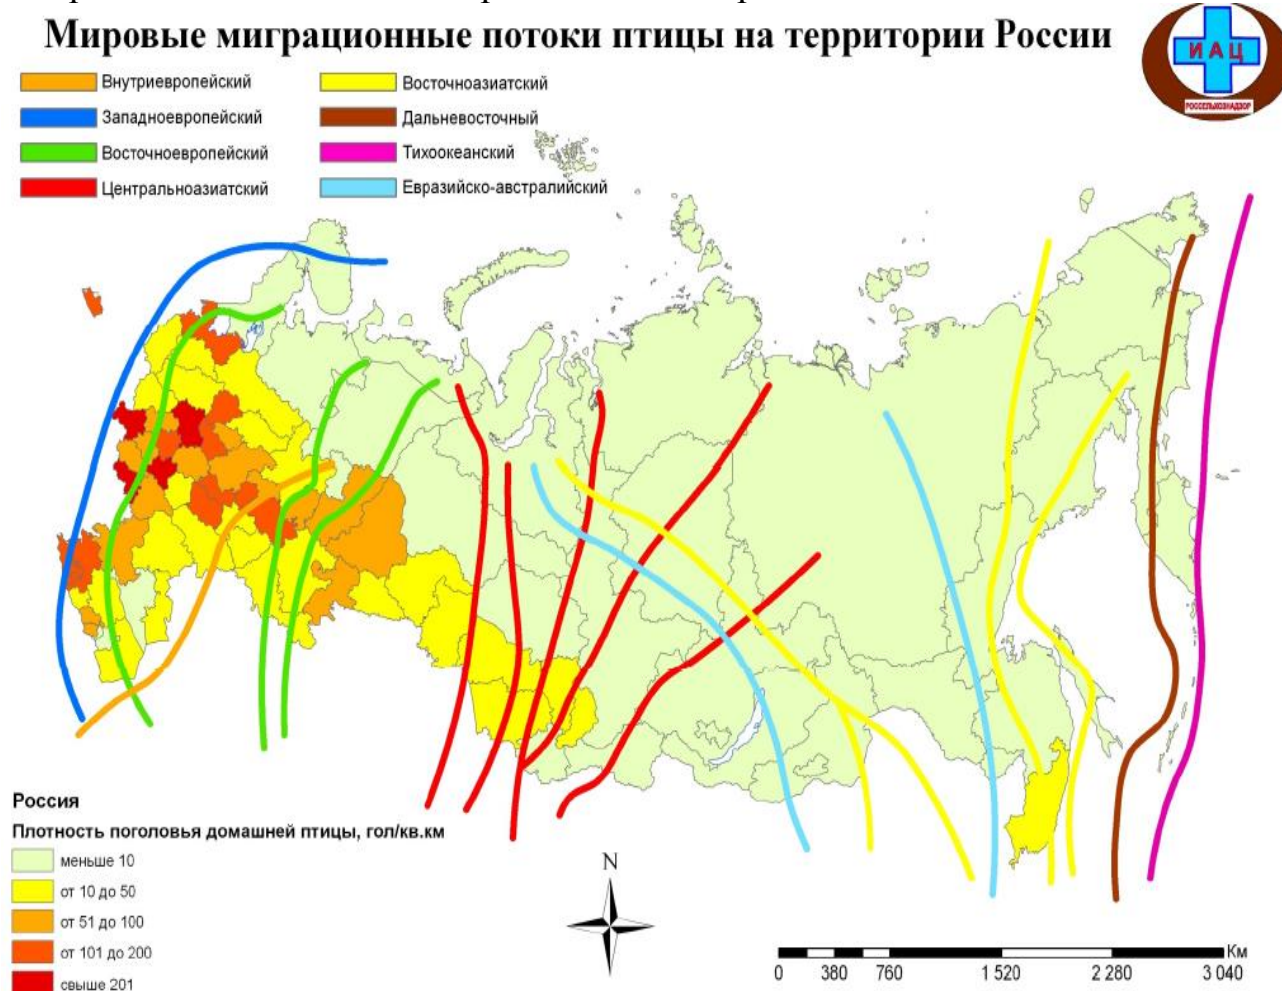 Мировые миграционные потоки птицы на территории России
ИАЦ
РОССЕЛЬХОЗНАДЗОР
Внутриевропейский
Западноевропейский
Восточноевропейский
Центральноазиатский
Восточноазиатский
Дальневосточный
Тихоокеанский
Евразийско-австралийский
Россия
Плотность поголовья домашней птицы, гол/кв.км
меньше 10
от 10 до 50
от 51 до 100
от 101 до 200
свыше 201
N
Км
0 380 760 1 520 2 280 3 040